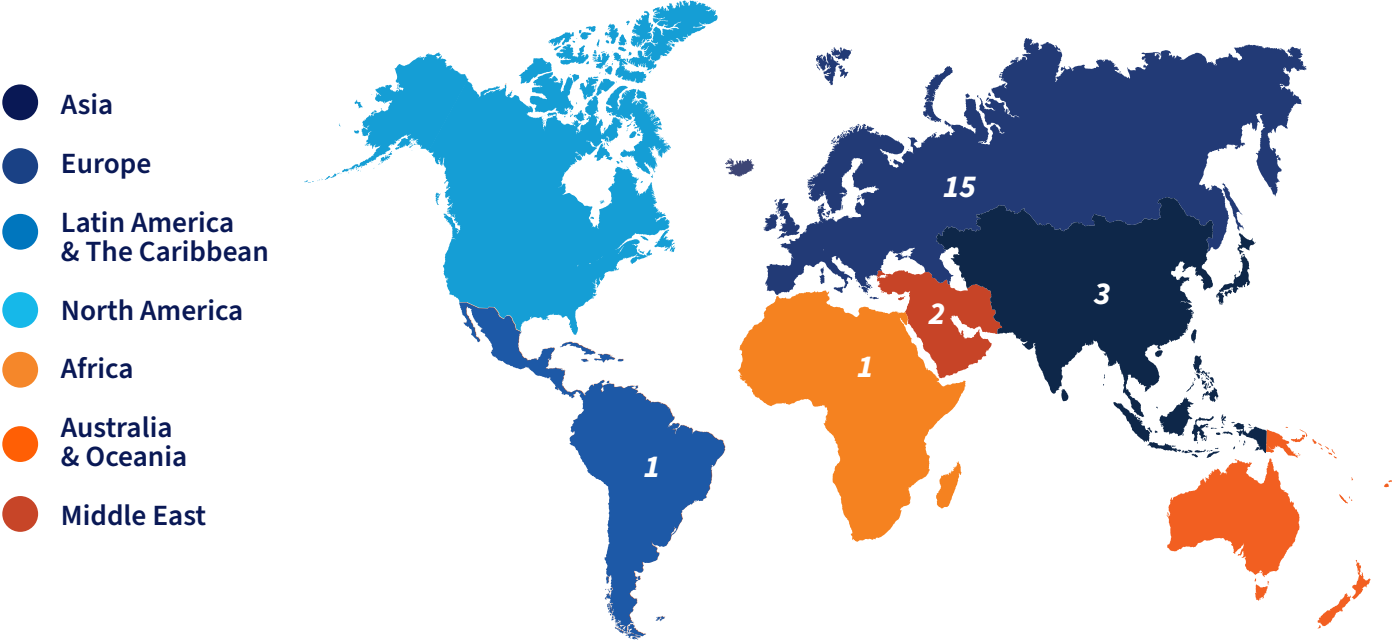 Asia
Europe
Latin America
& The Caribbean
North America
Africa
Australia
& Oceania
Middle East
15
3
2
1
1